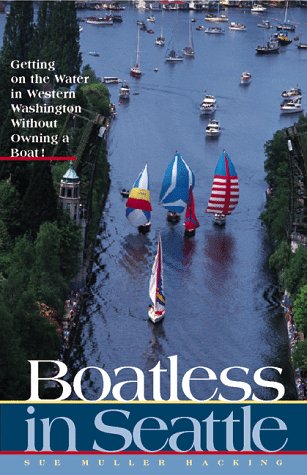 Getting
on the Water
in Western
Washington
Without
Owning a
Boat!
Boatless
in Seattle
SUE MULLER HACKING